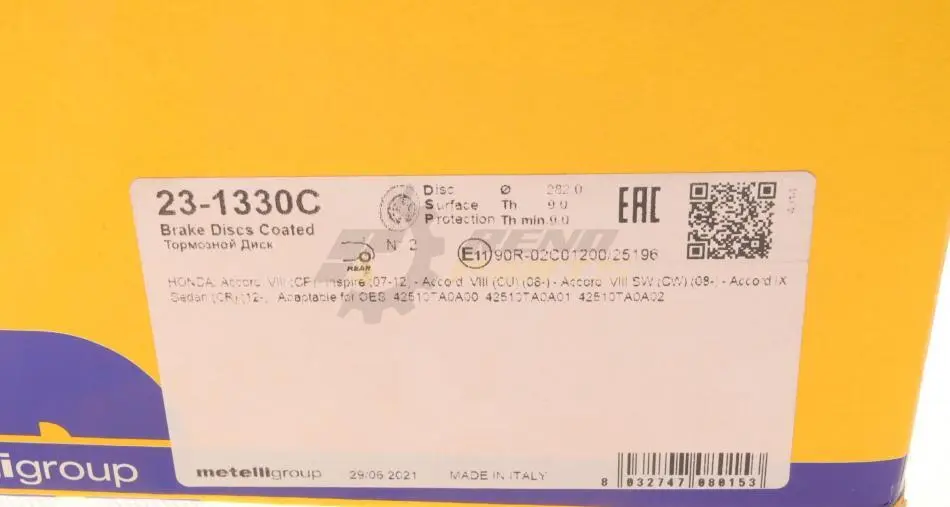 23-1330C
Brake Discs Coated
Тормозной Диск
Disc Ø 282.0
Surface Th 9.0
Protection Th min. 9.0
EAC
N° 2
REAR
E11 90R-02C01200/25196
HONDA: Accord VIII (CP) - Inspire (07-12) - Accord VIII (CU) (08-) - Accord VIII SW (CW) (08-) - Accord IX
Sedan (CR) (12-) Adaptable for OES: 42510TA0A00 42510TA0A01 42510TA0A02
metelligroup 29/06/2021 MADE IN ITALY
8 032747 080153
igroup